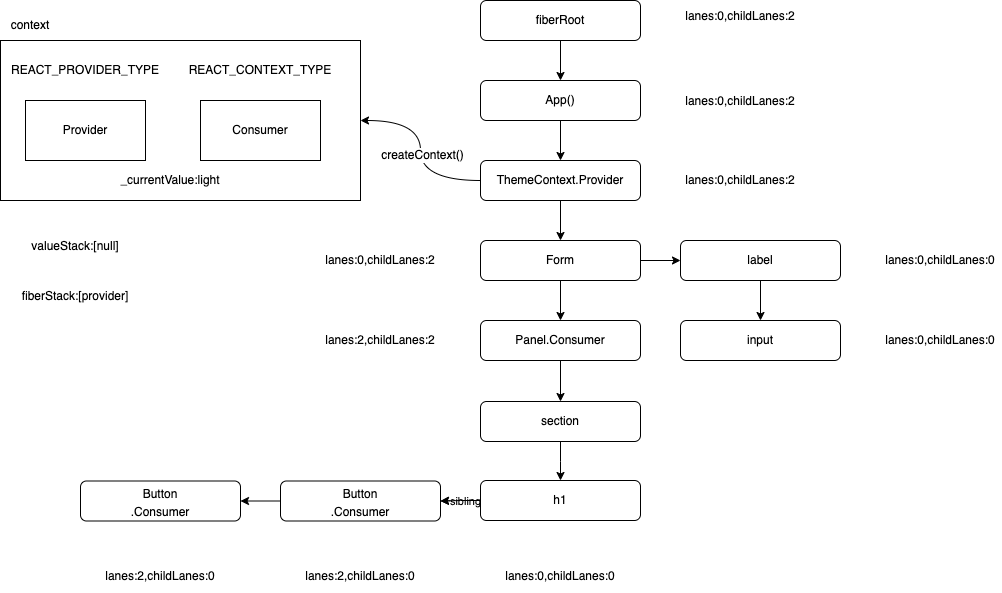 fiberRoot
lanes:0,childLanes:2
context
REACT_PROVIDER_TYPE
REACT_CONTEXT_TYPE
Provider
Consumer
_currentValue:light
App()
lanes:0,childLanes:2
createContext()
ThemeContext.Provider
lanes:0,childLanes:2
valueStack:[null]
lanes:0,childLanes:2
Form
label
lanes:0,childLanes:0
fiberStack:[provider]
lanes:2,childLanes:2
Panel.Consumer
input
lanes:0,childLanes:0
section
Button
.Consumer
Button
.Consumer
sibling
h1
lanes:2,childLanes:0
lanes:2,childLanes:0
lanes:0,childLanes:0